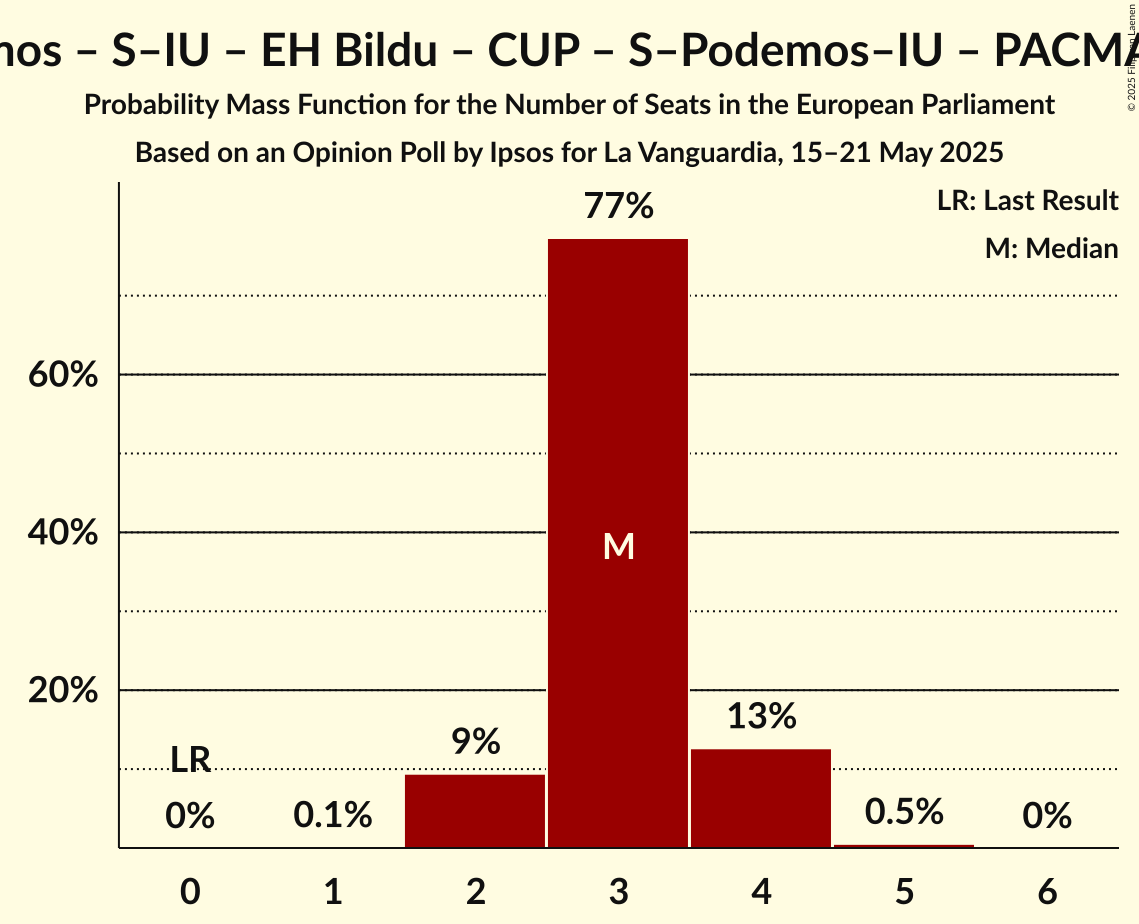 nos – S–IU – EH Bildu – CUP – S–Podemos–IU – PACMA
Probability Mass Function for the Number of Seats in the European Parliament
Based on an Opinion Poll by Ipsos for La Vanguardia, 15–21 May 2025
© 2025 Filip van Laenen
LR: Last Result
M: Median
77%
60%
40%
20%
M
13%
9%
LR
0%
0.1%
0.5%
0%
0 1 2 3 4 5 6